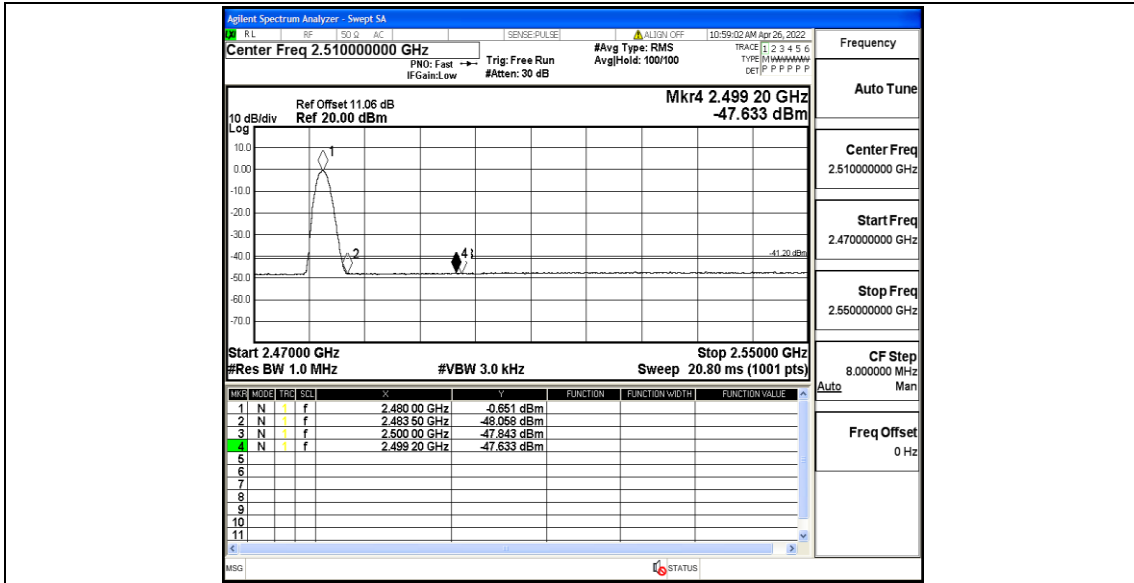 Agilent Spectrum Analyzer - Swept SA
RL RF 50 Ω AC SENSE:PULSE ALIGN OFF 10:59:02 AM Apr 26, 2022
Center Freq 2.510000000 GHz
PNO: Fast
IFGain:Low
Trig: Free Run
#Atten: 30 dB
#Avg Type: RMS
Avg|Hold: 100/100
TRACE 1 2 3 4 5 6
TYPE M WWWWW
DET P P P P P P
Mkr4 2.499 20 GHz
-47.633 dBm
Ref Offset 11.06 dB
10 dB/div Ref 20.00 dBm
Log
10.0
0.00
-10.0
-20.0
-30.0
-40.0
-50.0
-60.0
-70.0
1
2
4
-41.20 dBm
Start 2.47000 GHz Stop 2.55000 GHz
#Res BW 1.0 MHz #VBW 3.0 kHz Sweep 20.80 ms (1001 pts)
MKR MODE TRC SCL X Y FUNCTION FUNCTION WIDTH FUNCTION VALUE
1 N 1 f 2.480 00 GHz -0.651 dBm
2 N 1 f 2.483 50 GHz -48.058 dBm
3 N 1 f 2.500 00 GHz -47.843 dBm
4 N 1 f 2.499 20 GHz -47.633 dBm
5
6
7
8
9
10
11
MSG STATUS
Frequency
Auto Tune
Center Freq
2.510000000 GHz
Start Freq
2.470000000 GHz
Stop Freq
2.550000000 GHz
CF Step
8.000000 MHz
Auto Man
Freq Offset
0 Hz